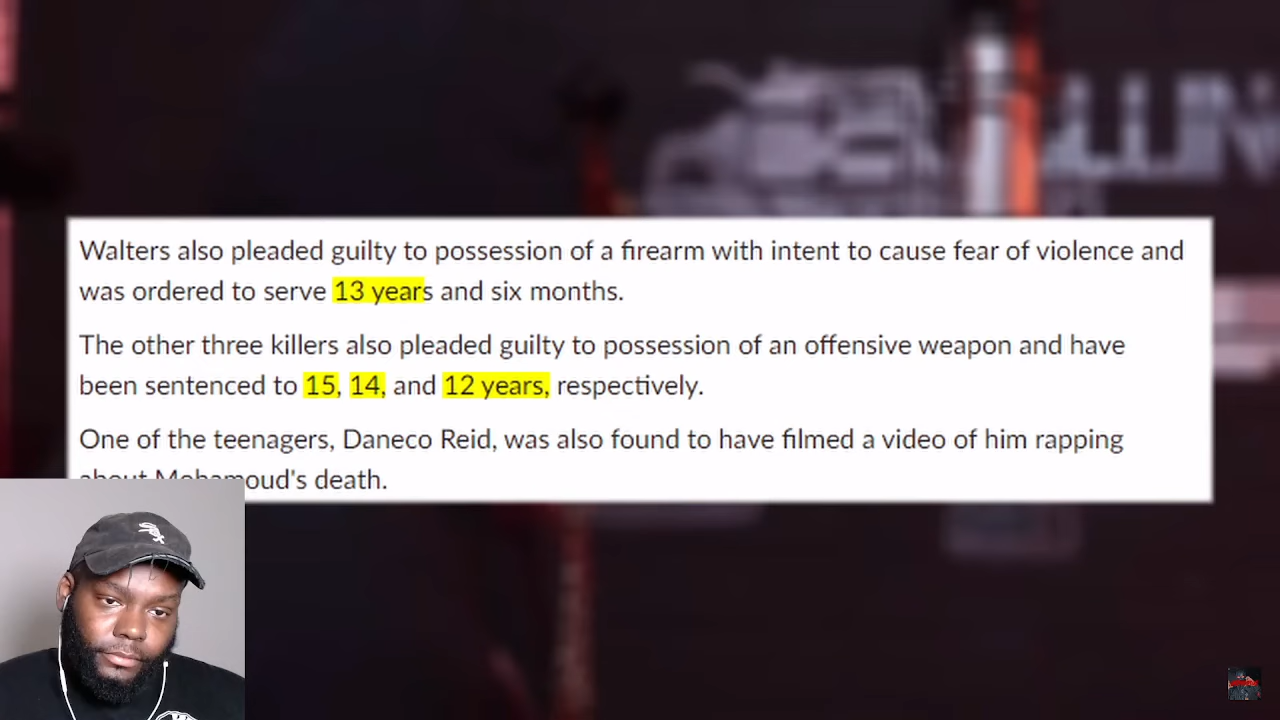 Walters also pleaded guilty to possession of a firearm with intent to cause fear of violence and
was ordered to serve 13 years and six months.
The other three killers also pleaded guilty to possession of an offensive weapon and have
been sentenced to 15, 14, and 12 years, respectively.
One of the teenagers, Daneco Reid, was also found to have filmed a video of him rapping
about Mohamoud's death.
Sox